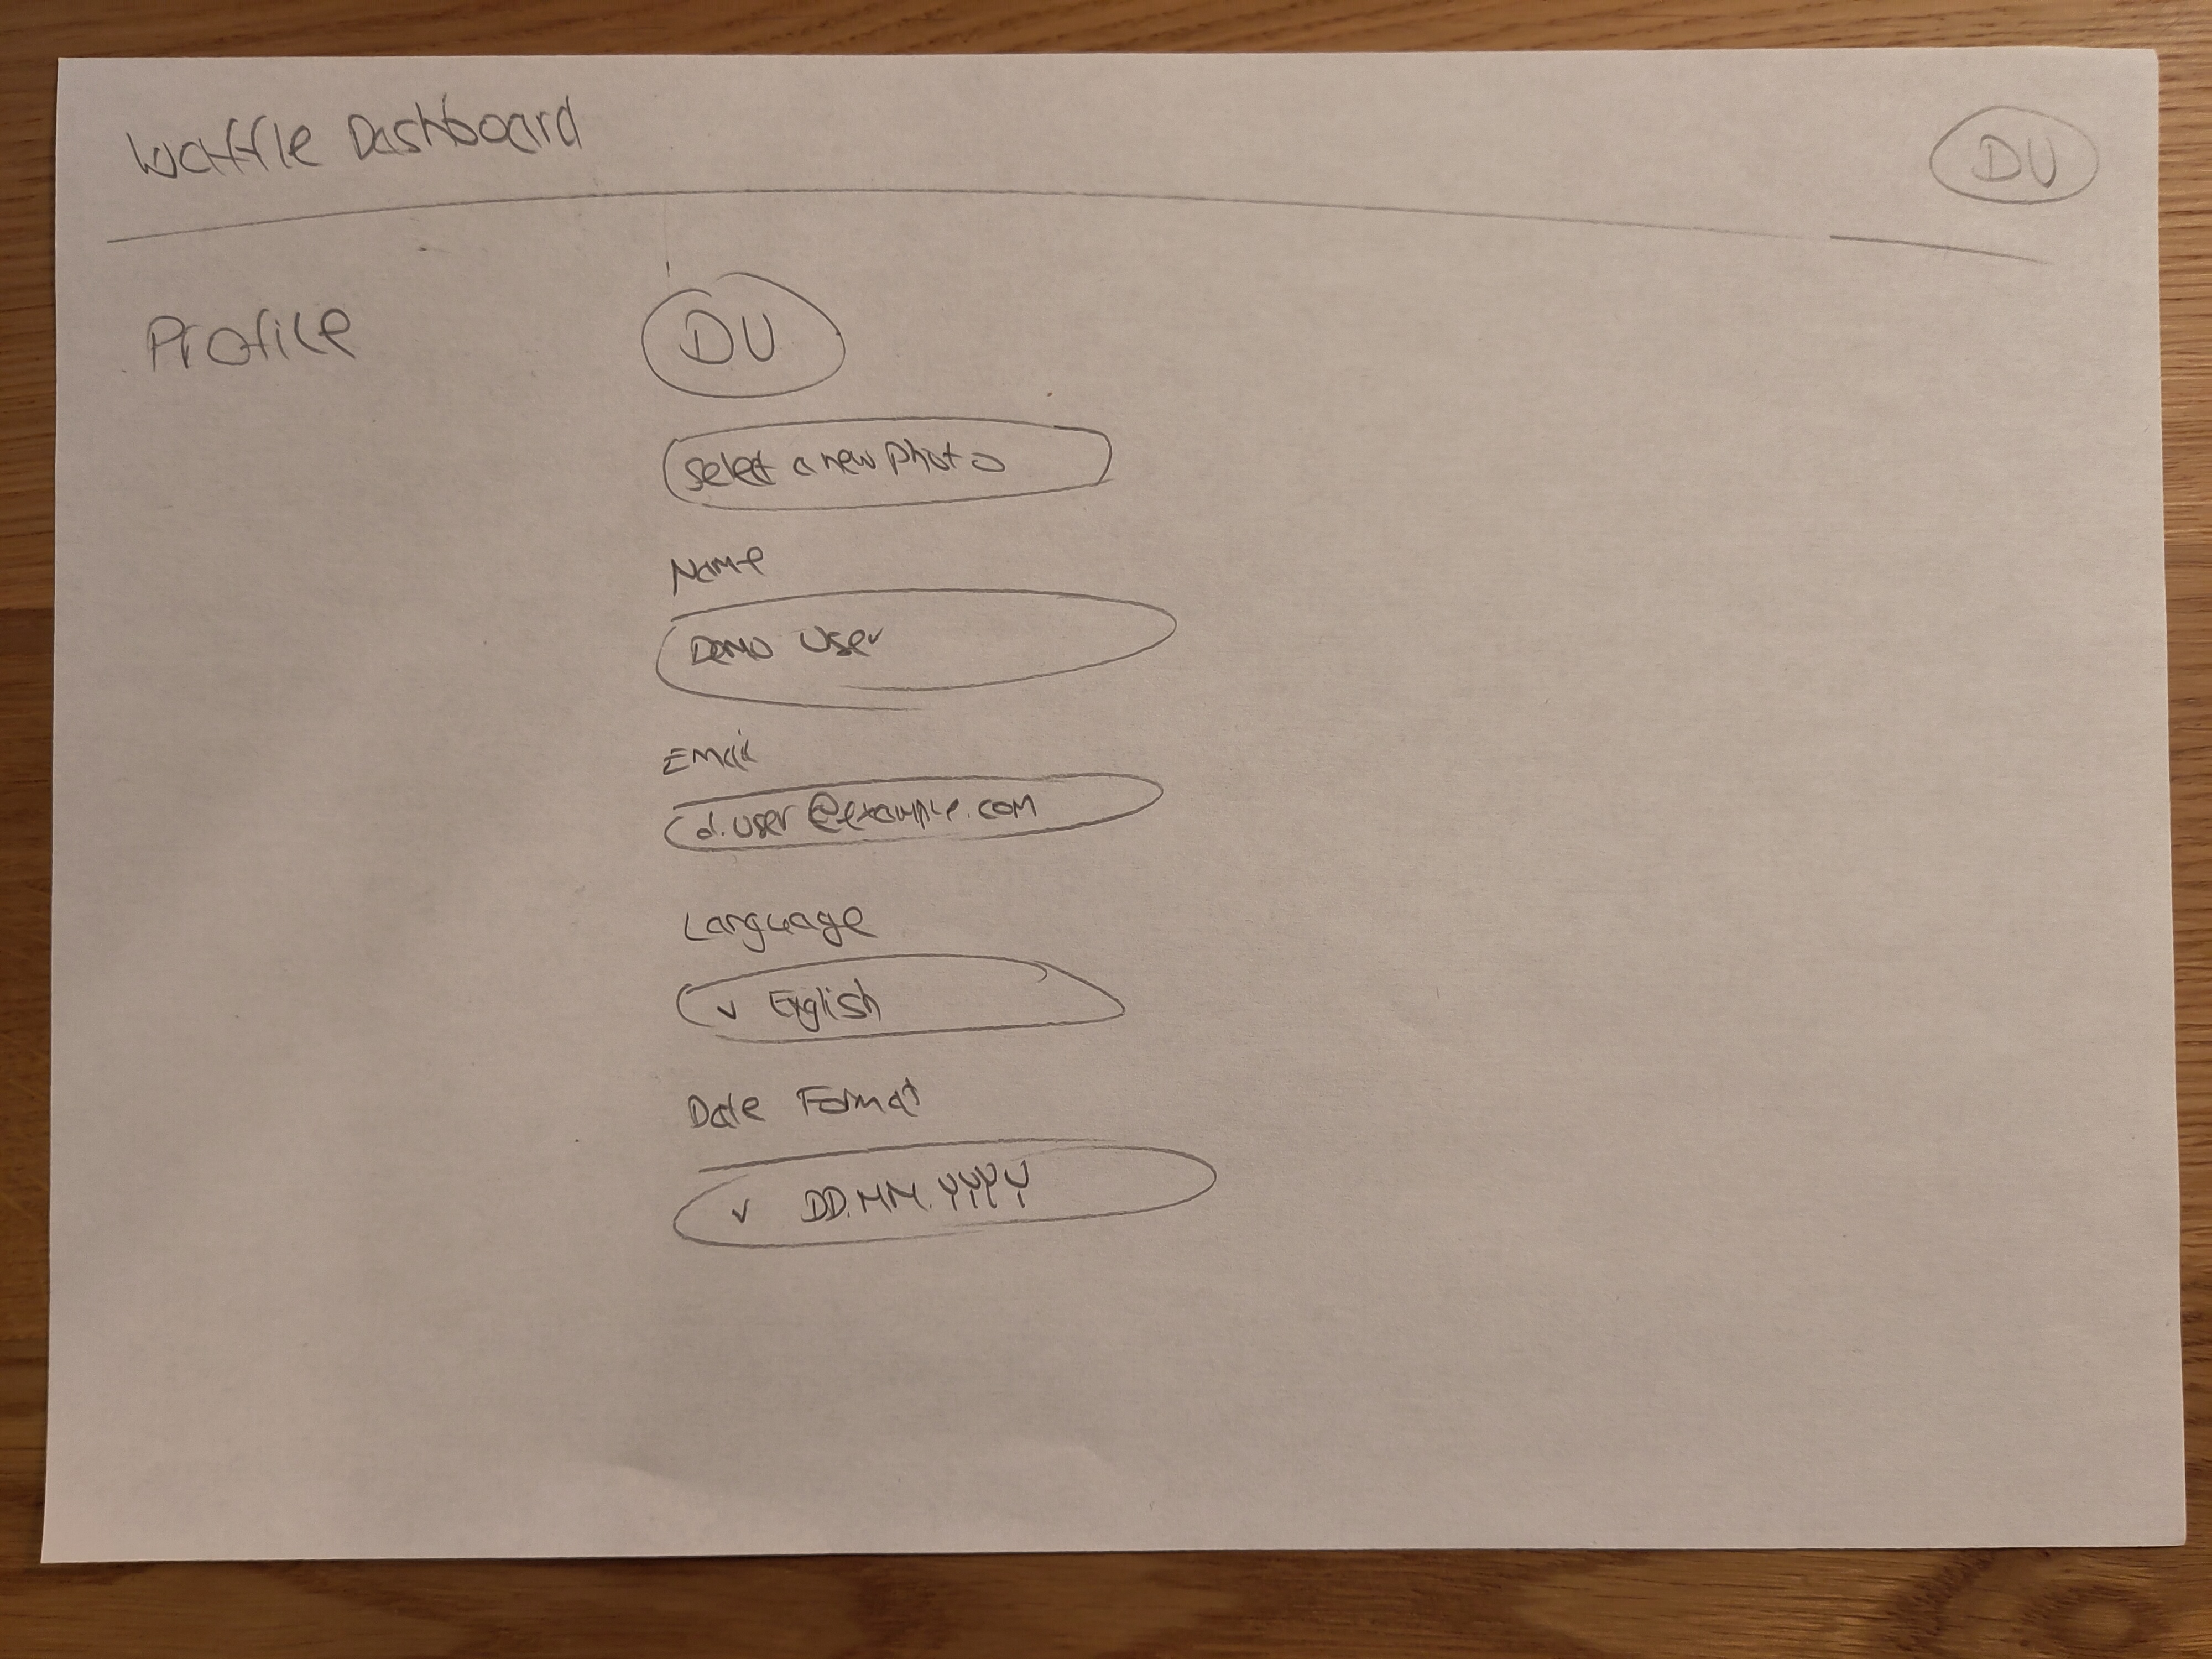 Waffle Dashboard
DU
Profile
DU
Select a new Photo
Name
Demo User
Email
d.user@example.com
Language
v English
Date Format
v DD.MM.YYYY